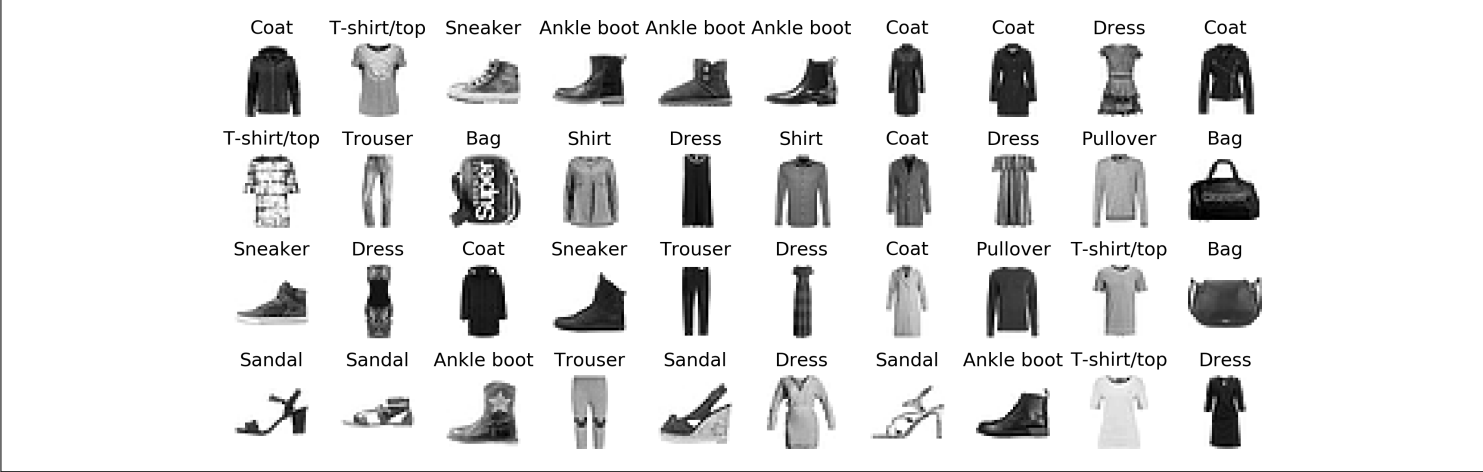 Coat T-shirt/top Sneaker Ankle boot Ankle boot Ankle boot Coat Coat Dress Coat
T-shirt/top Trouser Bag Shirt Dress Shirt Coat Dress Pullover Bag
super
Sneaker Dress Coat Sneaker Trouser Dress Coat Pullover T-shirt/top Bag
Sandal Sandal Ankle boot Trouser Sandal Dress Sandal Ankle boot T-shirt/top Dress